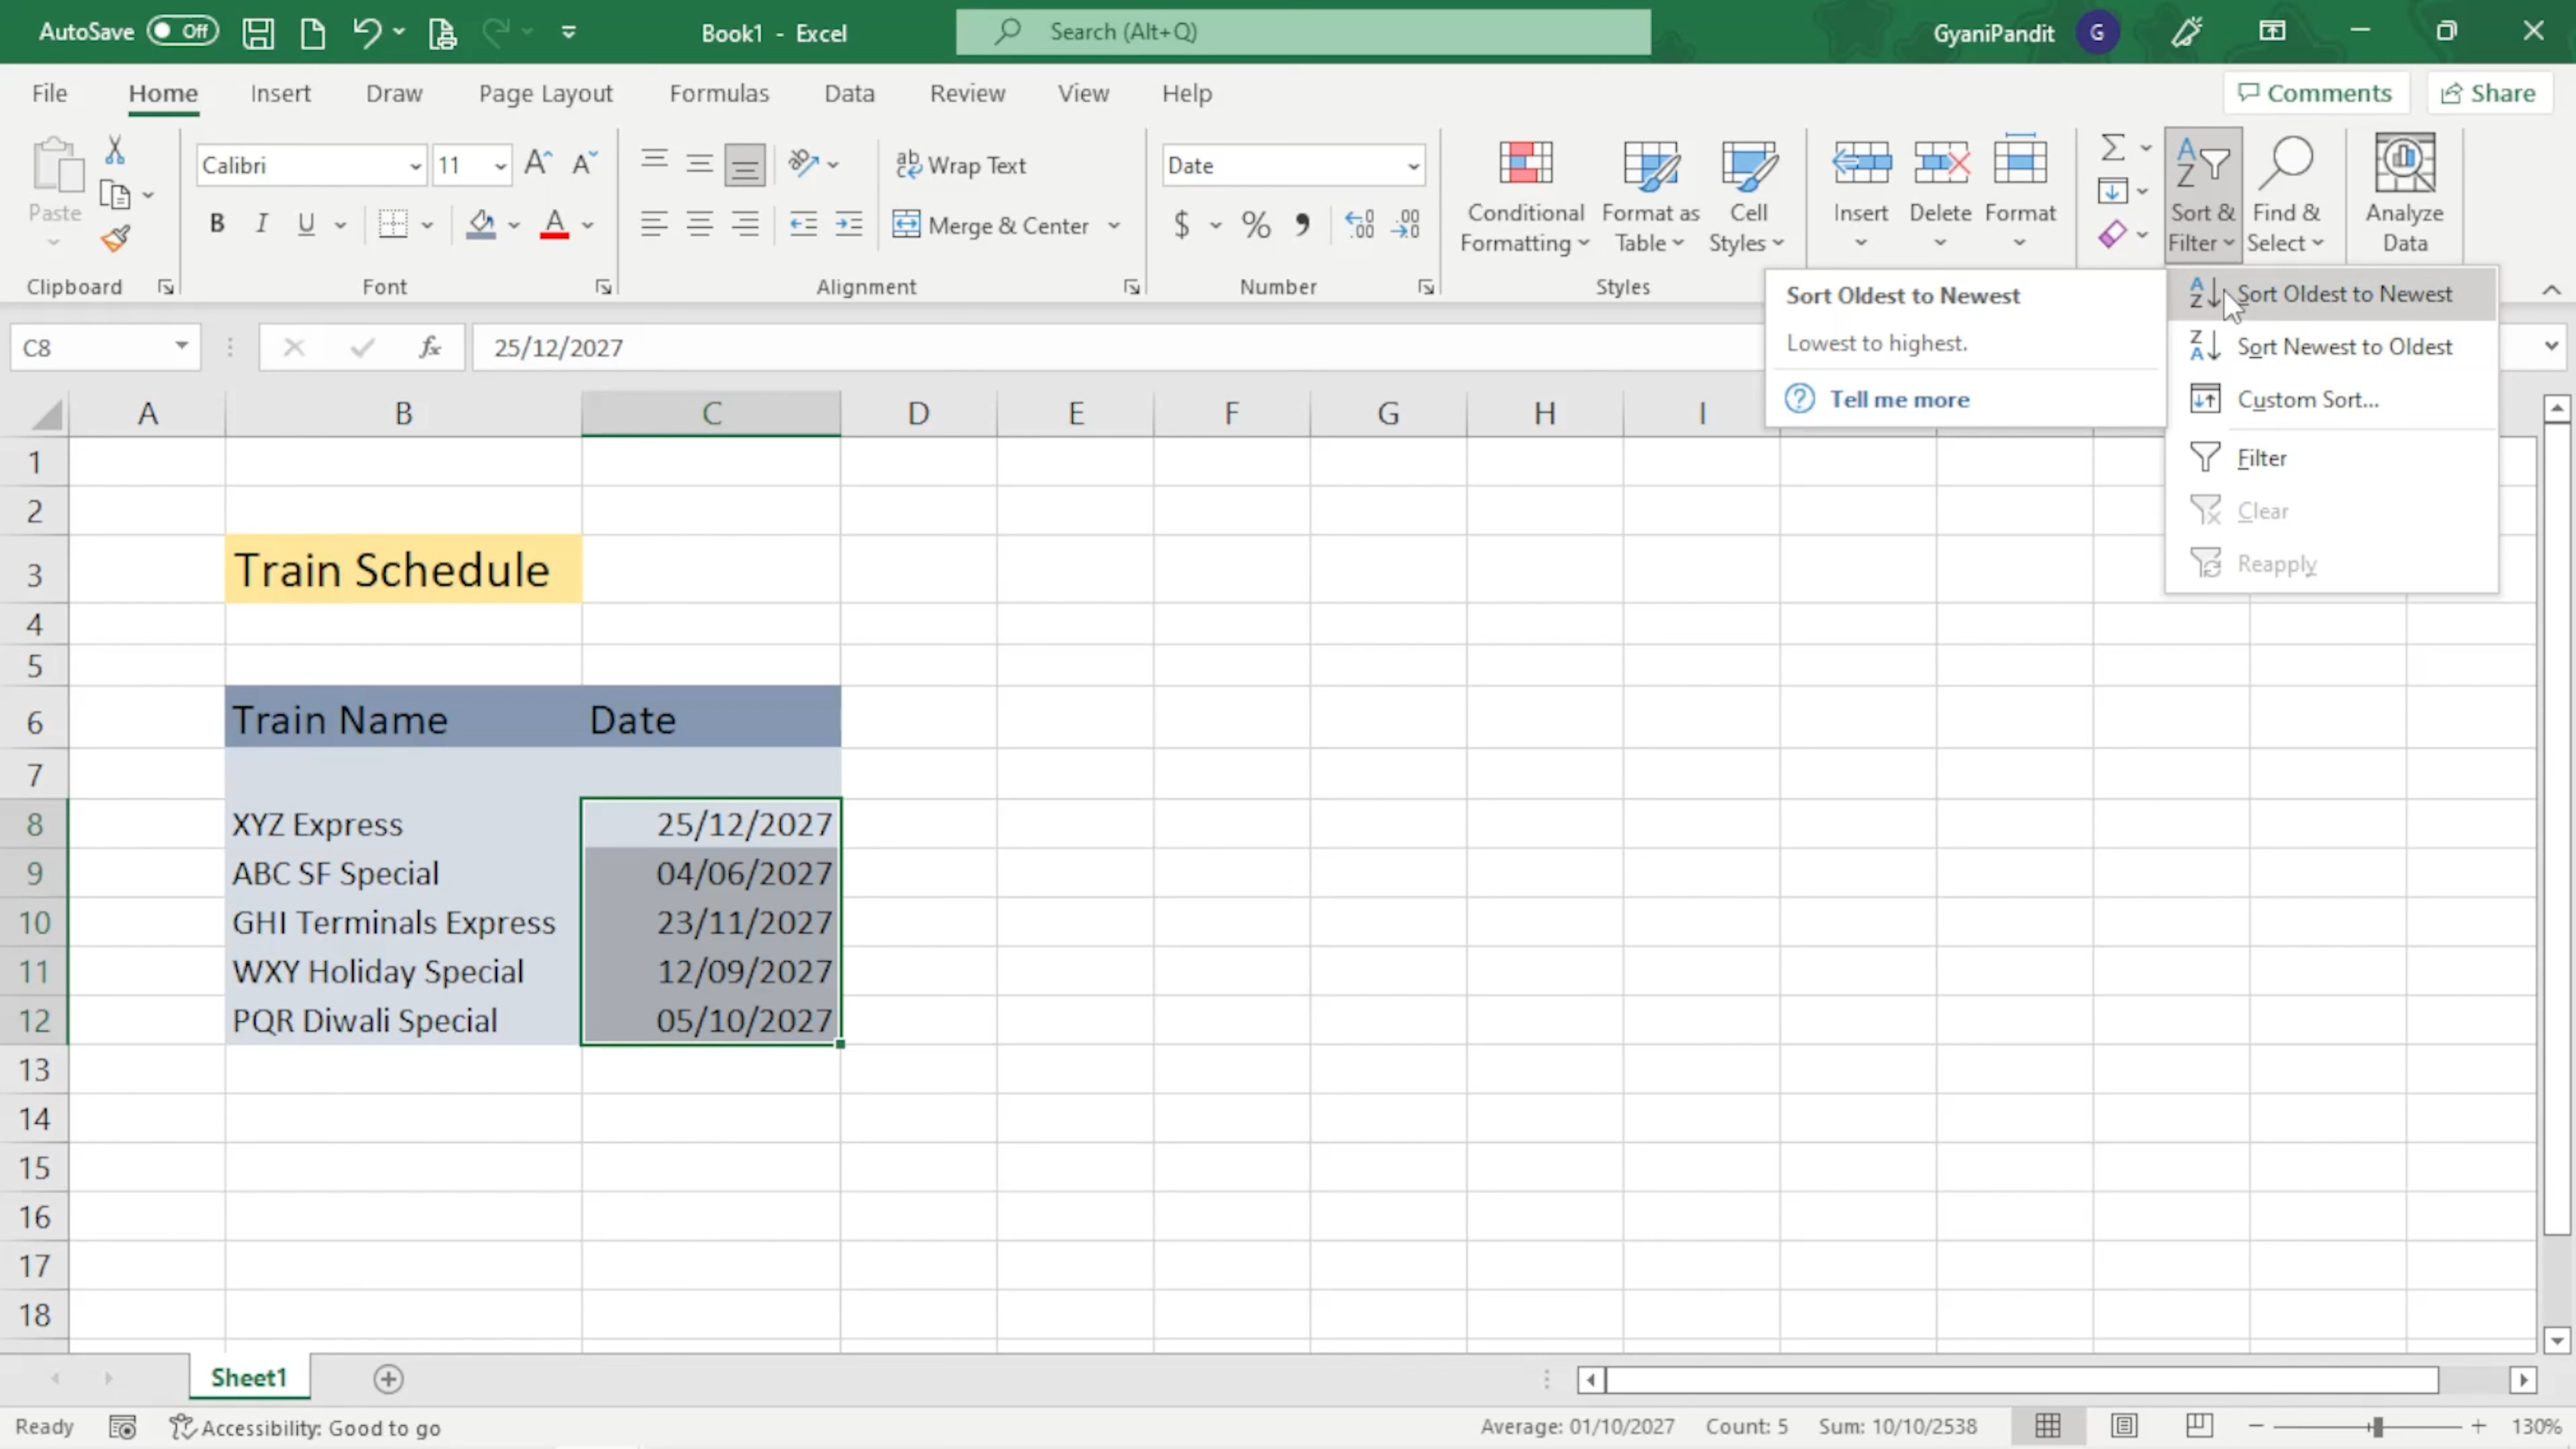 AutoSave Off Book1 - Excel Search (Alt+Q) GyaniPandit G
File Home Insert Draw Page Layout Formulas Data Review View Help Comments Share
Paste
Clipboard
Calibri 11
B I U A
Font
ab Wrap Text
Merge & Center
Alignment
Date
$ % , .00
Number
Conditional Formatting
Format as Table
Cell Styles
Styles
Insert
Delete
Format
Sort & Filter
Find & Select
Analyze Data
Sort Oldest to Newest
Lowest to highest.
Tell me more
Sort Oldest to Newest
Sort Newest to Oldest
Custom Sort...
Filter
Clear
Reapply
C8 fx 25/12/2027
A B C D E F G H I
1
2
3 Train Schedule
4
5
6 Train Name Date
7
8 XYZ Express 25/12/2027
9 ABC SF Special 04/06/2027
10 GHI Terminals Express 23/11/2027
11 WXY Holiday Special 12/09/2027
12 PQR Diwali Special 05/10/2027
13
14
15
16
17
18
Sheet1
Ready Accessibility: Good to go Average: 01/10/2027 Count: 5 Sum: 10/10/2538 130%